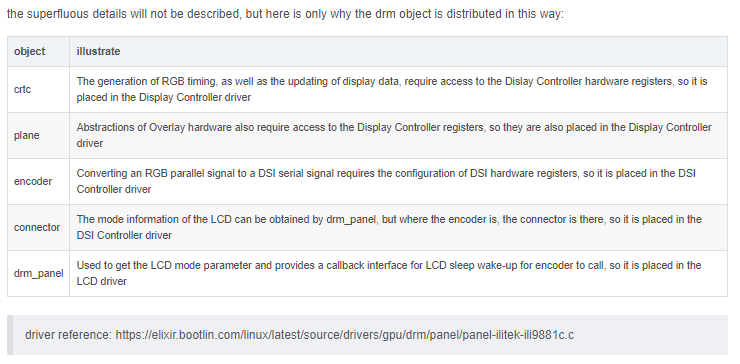 the superfluous details will not be described, but here is only why the drm object is distributed in this way:
object illustrate
crtc
The generation of RGB timing, as well as the updating of display data, require access to the Dislay Controller hardware registers, so it is
placed in the Display Controller driver
plane
Abstractions of Overlay hardware also require access to the Display Controller registers, so they are also placed in the Display Controller
driver
encoder
Converting an RGB parallel signal to a DSI serial signal requires the configuration of DSI hardware registers, so it is placed in the DSI
Controller driver
connector
The mode information of the LCD can be obtained by drm_panel, but where the encoder is, the connector is there, so it is placed in the
DSI Controller driver
drm_panel
Used to get the LCD mode parameter and provides a callback interface for LCD sleep wake-up for encoder to call, so it is placed in the
LCD driver
driver reference: https://elixir.bootlin.com/linux/latest/source/drivers/gpu/drm/panel/panel-ilitek-ili9881c.c